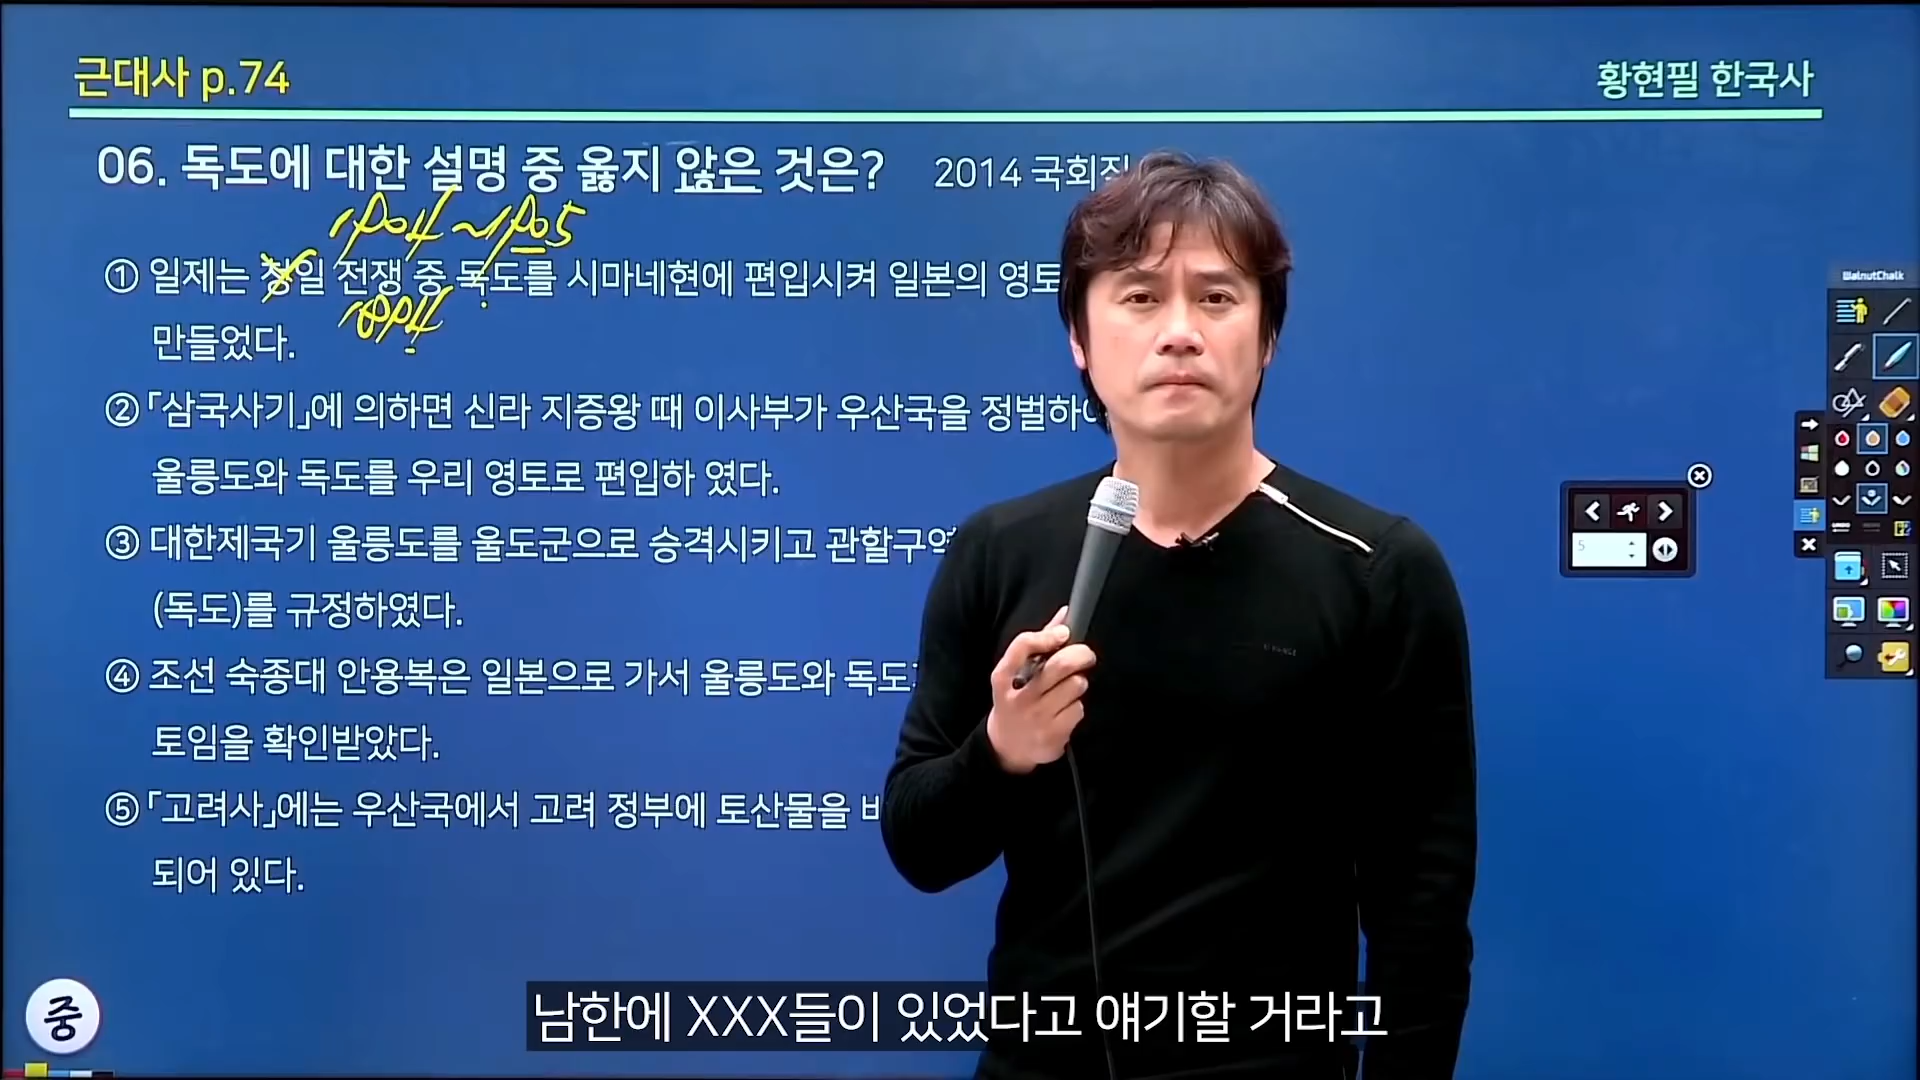 근대사 p.74
황현필 한국사
06. 독도에 대한 설명 중 옳지 않은 것은? 2014 국회직
1904~1905
① 일제는 청일 전쟁 중 독도를 시마네현에 편입시켜 일본의 영토
1894
만들었다.
② 「삼국사기」에 의하면 신라 지증왕 때 이사부가 우산국을 정벌하여
울릉도와 독도를 우리 영토로 편입하 였다.
③ 대한제국기 울릉도를 울도군으로 승격시키고 관할구역
(독도)를 규정하였다.
④ 조선 숙종대 안용복은 일본으로 가서 울릉도와 독도가
토임을 확인받았다.
⑤ 「고려사」에는 우산국에서 고려 정부에 토산물을 바
되어 있다.
WalnutChalk
5
중
남한에 XXX들이 있었다고 얘기할 거라고